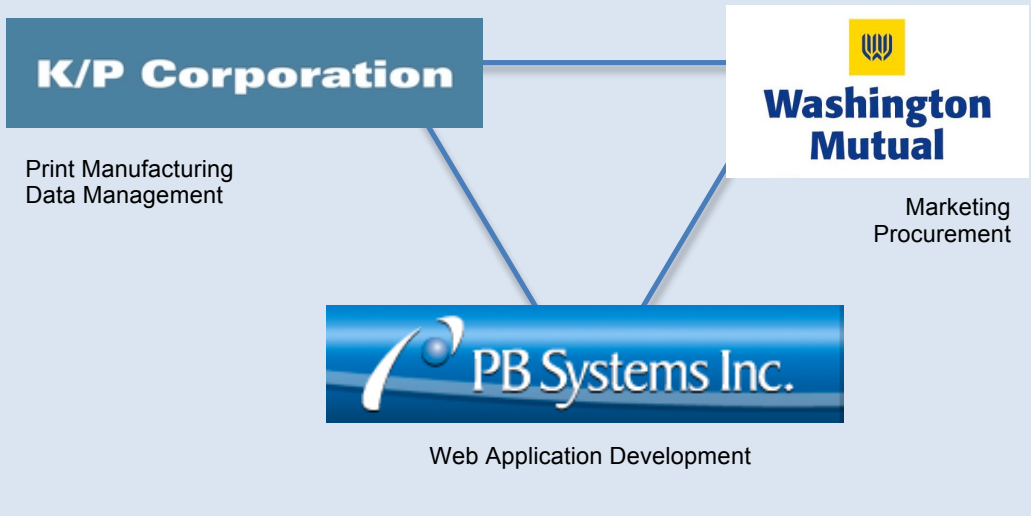 K/P Corporation
Washington
Mutual
Print Manufacturing
Data Management
Marketing
Procurement
PB Systems Inc.
Web Application Development